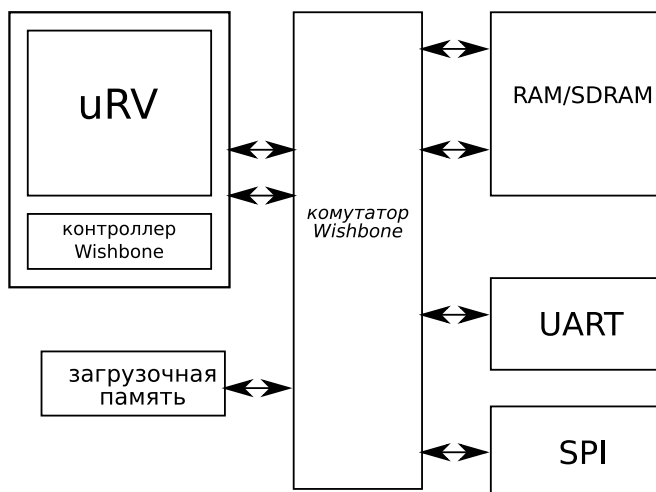 uRV
контроллер
Wishbone
загрузочная
память
комутатор
Wishbone
RAM/SDRAM
UART
SPI